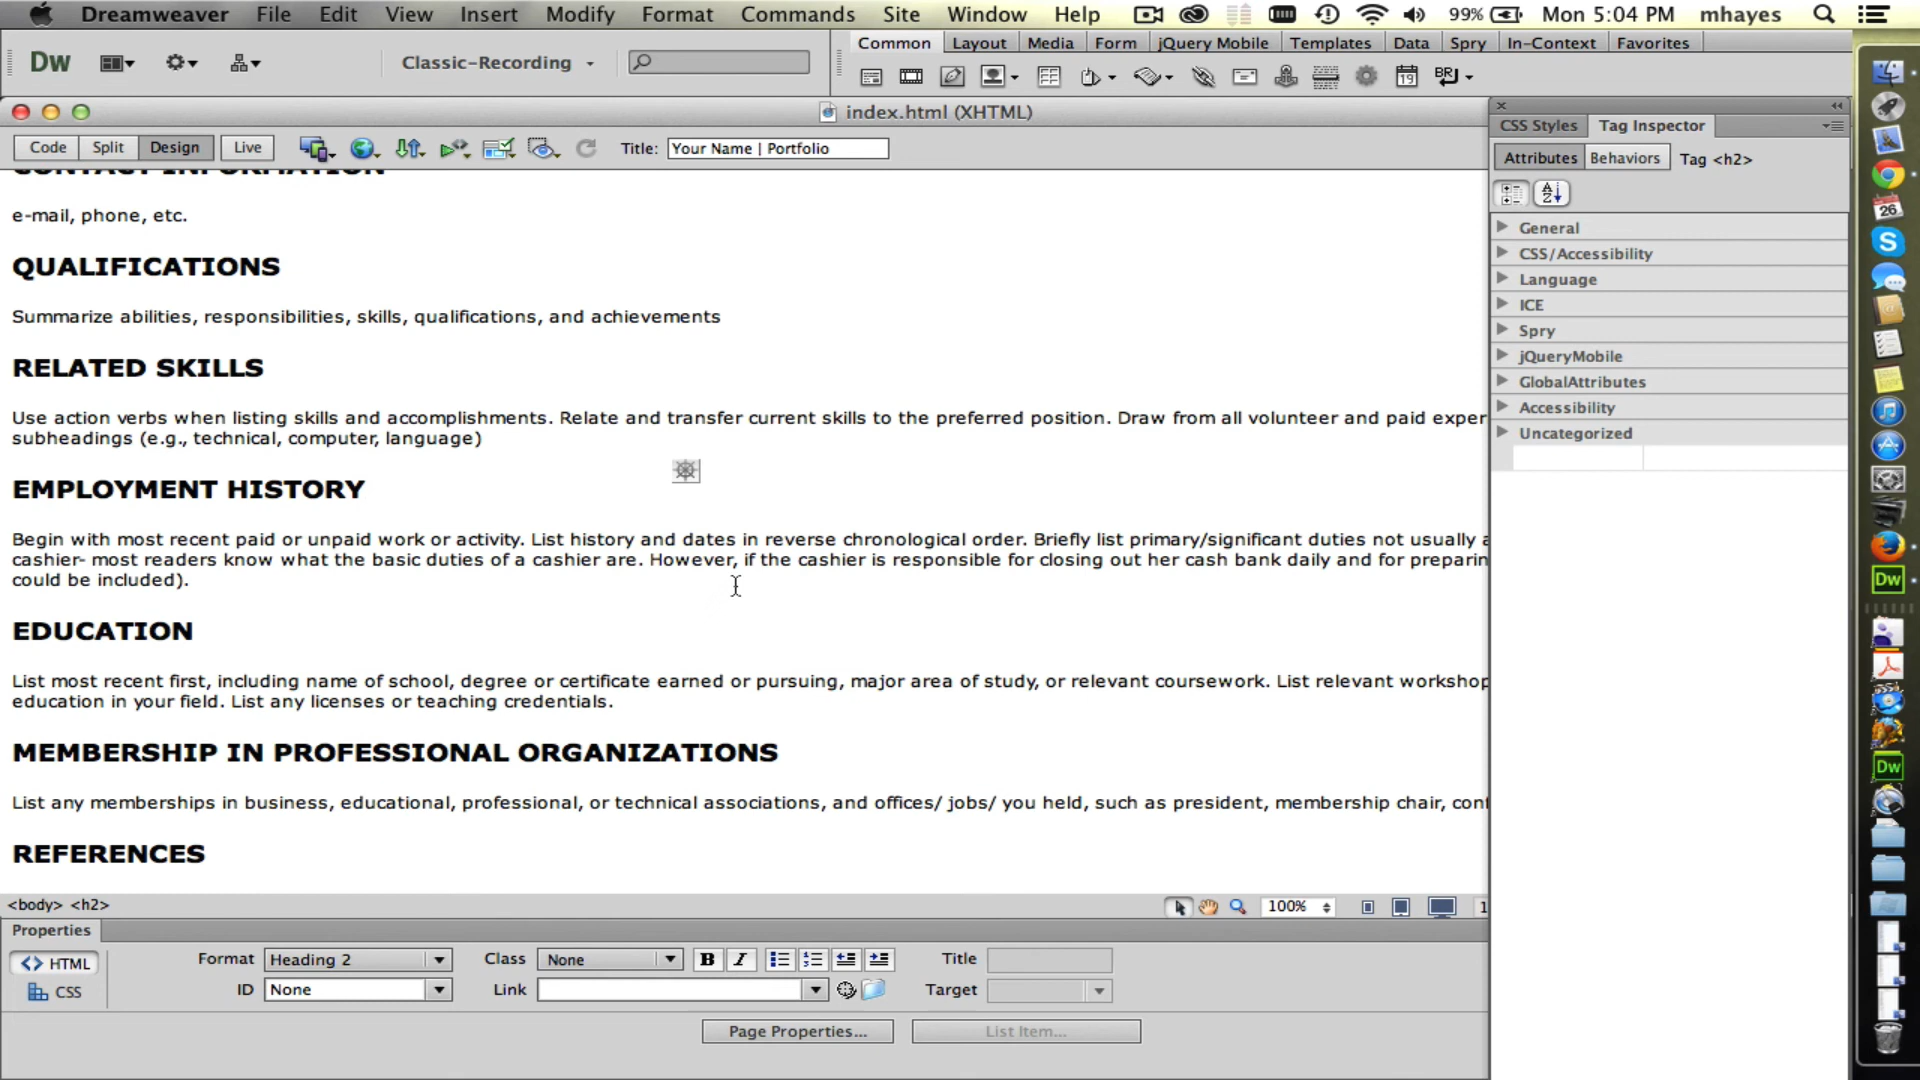 Dreamweaver File Edit View Insert Modify Format Commands Site Window Help 99% Mon 5:04 PM mhayes
Dw Classic-Recording
Common Layout Media Form jQuery Mobile Templates Data Spry In-Context Favorites
19 BRJ
index.html (XHTML)
Code Split Design Live Title: Your Name | Portfolio
CONTACT INFORMATION
e-mail, phone, etc.
QUALIFICATIONS
Summarize abilities, responsibilities, skills, qualifications, and achievements
RELATED SKILLS
Use action verbs when listing skills and accomplishments. Relate and transfer current skills to the preferred position. Draw from all volunteer and paid exper
subheadings (e.g., technical, computer, language)
EMPLOYMENT HISTORY
Begin with most recent paid or unpaid work or activity. List history and dates in reverse chronological order. Briefly list primary/significant duties not usually a
cashier- most readers know what the basic duties of a cashier are. However, if the cashier is responsible for closing out her cash bank daily and for preparin
could be included).
EDUCATION
List most recent first, including name of school, degree or certificate earned or pursuing, major area of study, or relevant coursework. List relevant workshop
education in your field. List any licenses or teaching credentials.
MEMBERSHIP IN PROFESSIONAL ORGANIZATIONS
List any memberships in business, educational, professional, or technical associations, and offices/ jobs/ you held, such as president, membership chair, con
REFERENCES
<body> <h2>
100% 1
Properties
HTML Format Heading 2 Class None B I Title
CSS ID None Link Target
Page Properties... List Item...
CSS Styles Tag Inspector
Attributes Behaviors Tag <h2>
AZ
General
CSS/Accessibility
Language
ICE
Spry
jQueryMobile
GlobalAttributes
Accessibility
Uncategorized
26
Dw
Dw